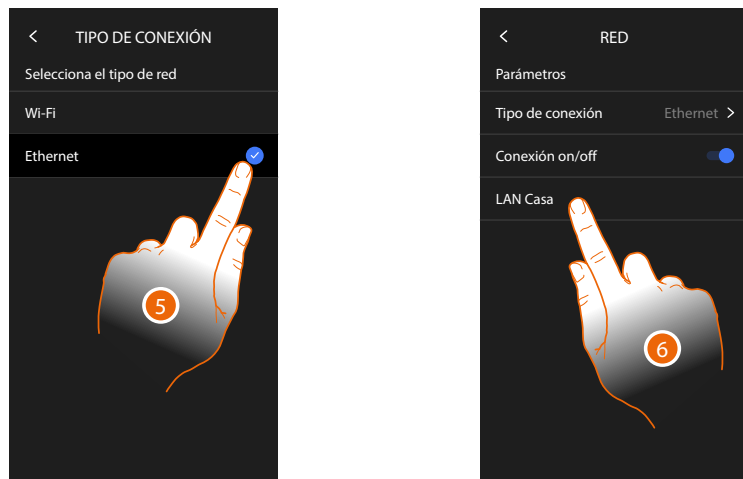 TIPO DE CONEXIÓN
Selecciona el tipo de red
Wi-Fi
Ethernet
5
RED
Parámetros
Tipo de conexión Ethernet
Conexión on/off
LAN Casa
6